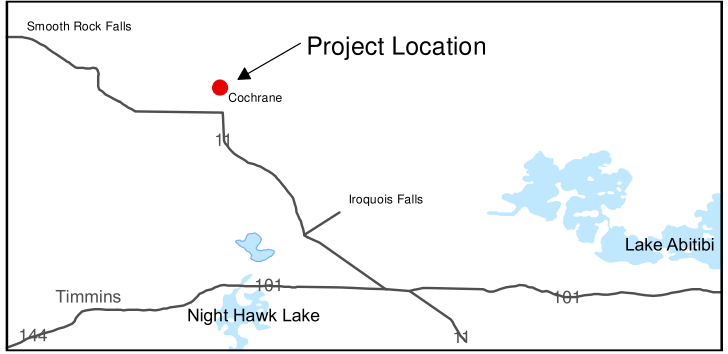 Smooth Rock Falls
Project Location
Cochrane
11
Iroquois Falls
Lake Abitibi
101
Timmins
101
Night Hawk Lake
144
11